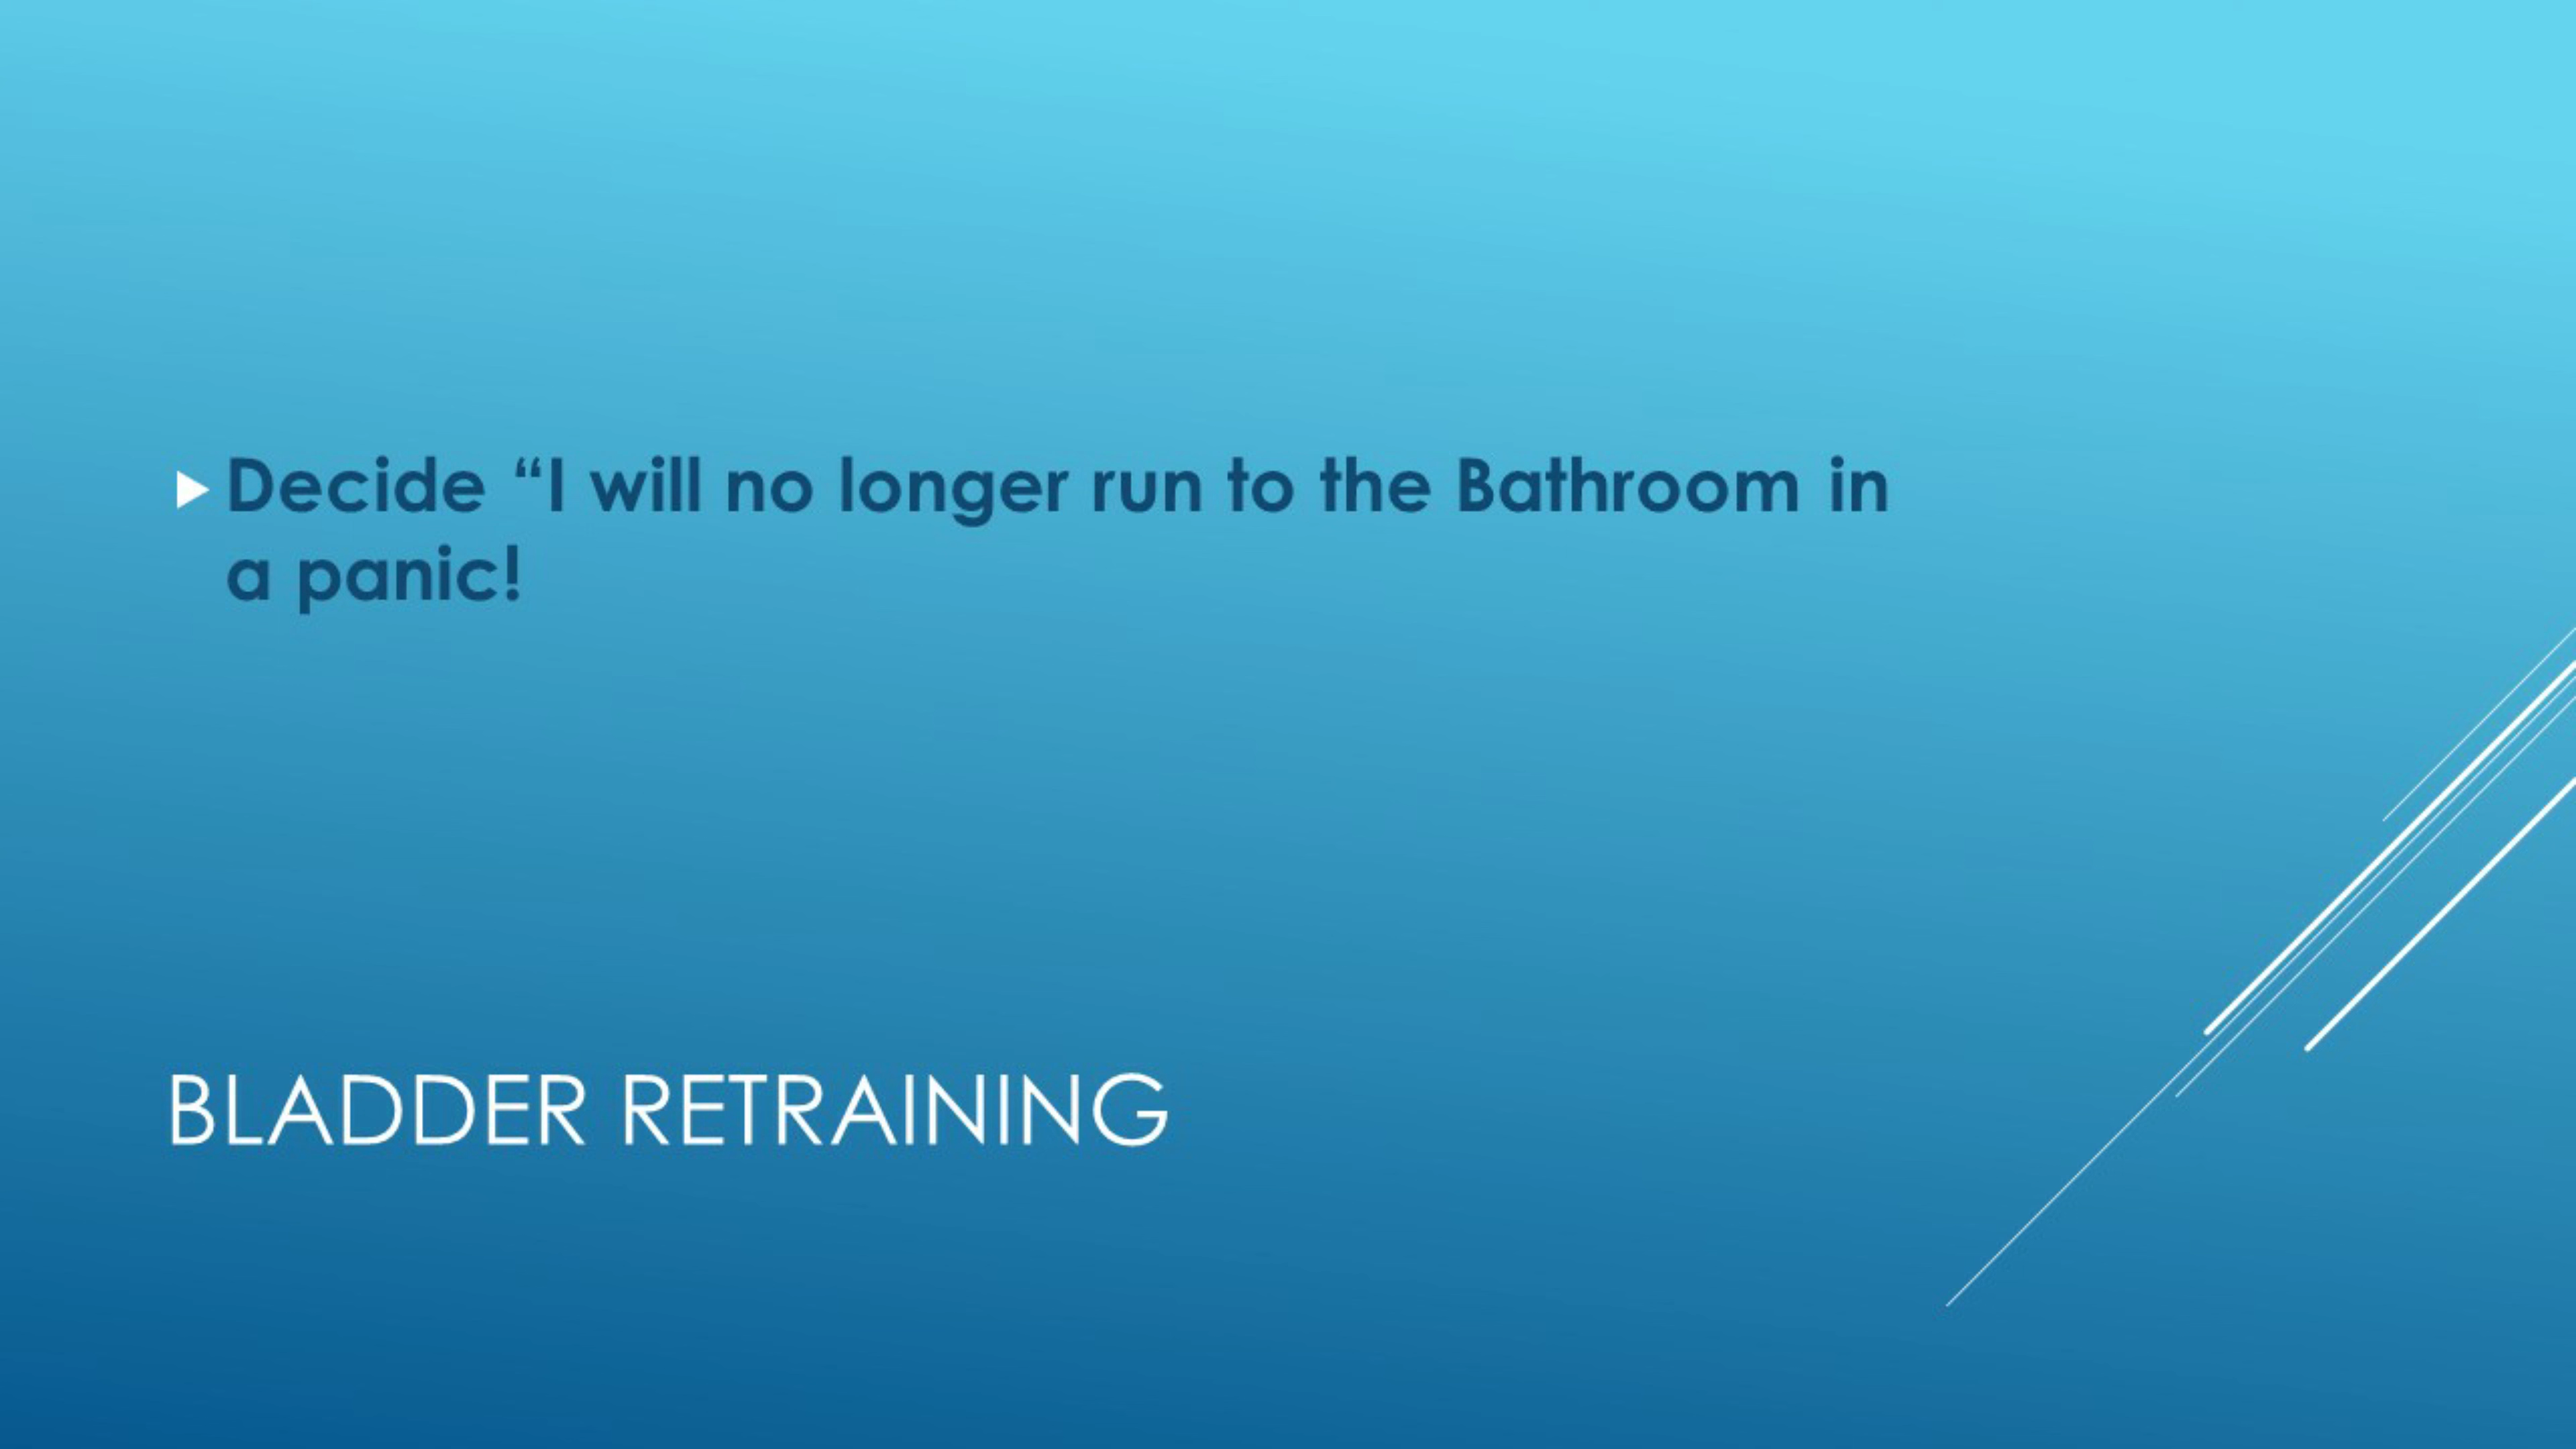 Decide “I will no longer run to the Bathroom in
a panic!
BLADDER RETRAINING